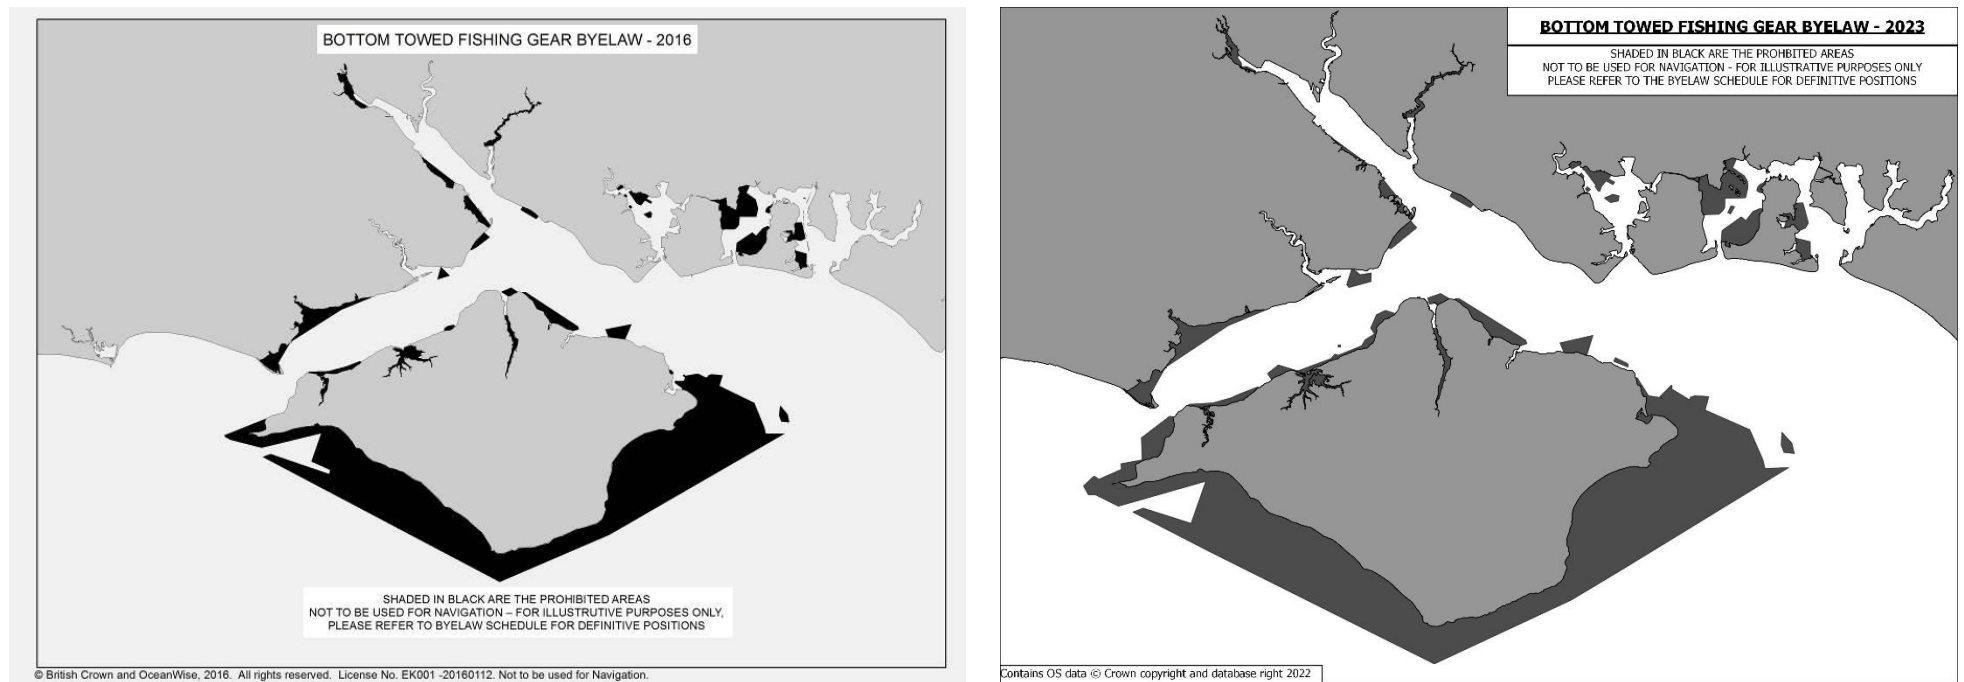 BOTTOM TOWED FISHING GEAR BYELAW - 2016
SHADED IN BLACK ARE THE PROHIBITED AREAS
NOT TO BE USED FOR NAVIGATION – FOR ILLUSTRUTIVE PURPOSES ONLY,
PLEASE REFER TO BYELAW SCHEDULE FOR DEFINITIVE POSITIONS
© British Crown and OceanWise, 2016. All rights reserved. License No. EK001 -20160112. Not to be used for Navigation.
BOTTOM TOWED FISHING GEAR BYELAW - 2023
SHADED IN BLACK ARE THE PROHBITED AREAS
NOT TO BE USED FOR NAVIGATION - FOR ILLUSTRATIVE PURPOSES ONLY
PLEASE REFER TO THE BYELAW SCHEDULE FOR DEFINITIVE POSITIONS
Contains OS data © Crown copyright and database right 2022